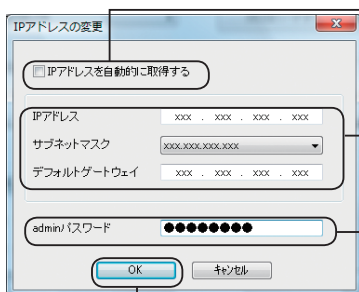 IPアドレスの変更
IPアドレスを自動的に取得する
IPアドレス xxx . xxx . xxx . xxx
サブネットマスク xxx.xxx.xxx.xxx
デフォルトゲートウェイ xxx . xxx . xxx . xxx
adminパスワード ●●●●●●●●
OK キャンセル